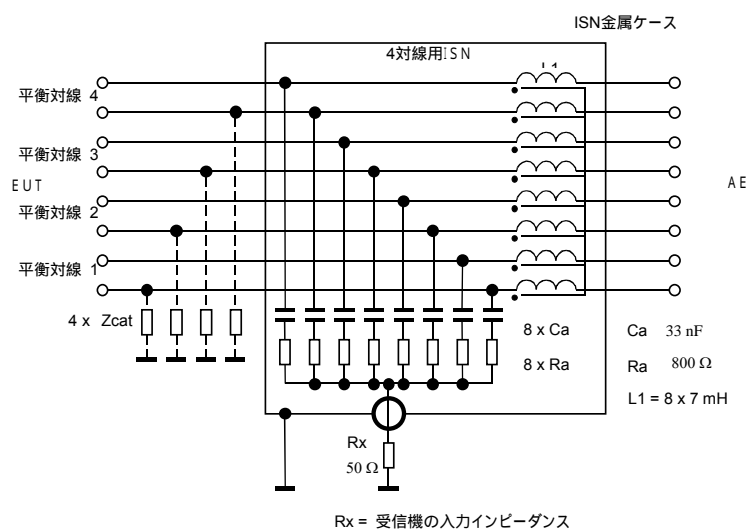 ISN金属ケース
4対線用ISN
L1
平衡対線 4
平衡対線 3
EUT
AE
平衡対線 2
平衡対線 1
4 x Zcat
8 x Ca
Ca 33 nF
8 x Ra
Ra 800 Ω
L1 = 8 x 7 mH
Rx
50 Ω
Rx = 受信機の入力インピーダンス